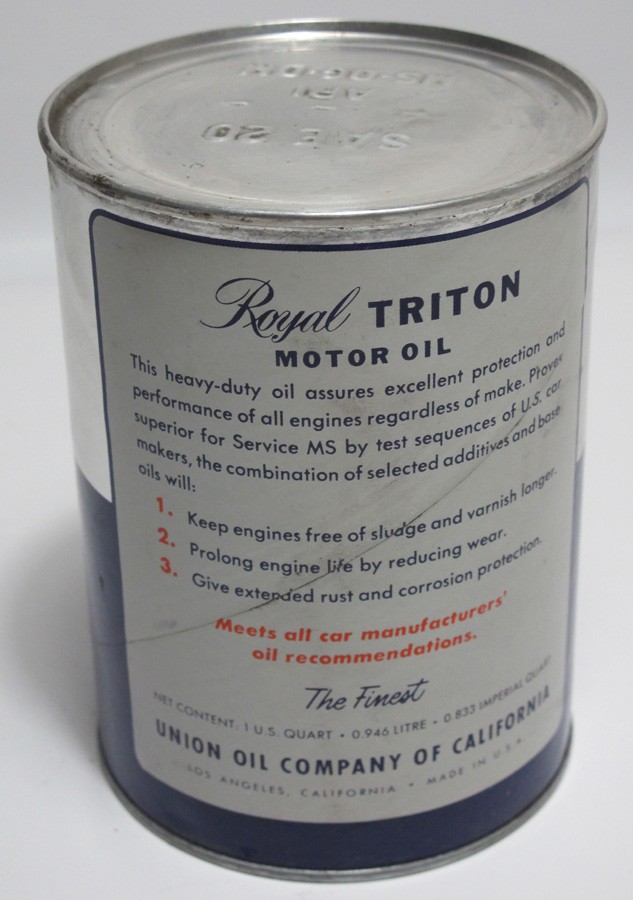 MS·DG·DM
API
SAE 20
Royal TRITON
MOTOR OIL
This heavy-duty oil assures excellent protection and
performance of all engines regardless of make. Proves
superior for Service MS by test sequences of U.S. car
makers, the combination of selected additives and base
oils will:
1. Keep engines free of sludge and varnish longer.
2. Prolong engine life by reducing wear.
3. Give extended rust and corrosion protection.
Meets all car manufacturers'
oil recommendations.
The Finest
NET CONTENT: 1 U.S. QUART • 0.946 LITRE • 0.833 IMPERIAL QUART
UNION OIL COMPANY OF CALIFORNIA
LOS ANGELES, CALIFORNIA • MADE IN U.S.A.